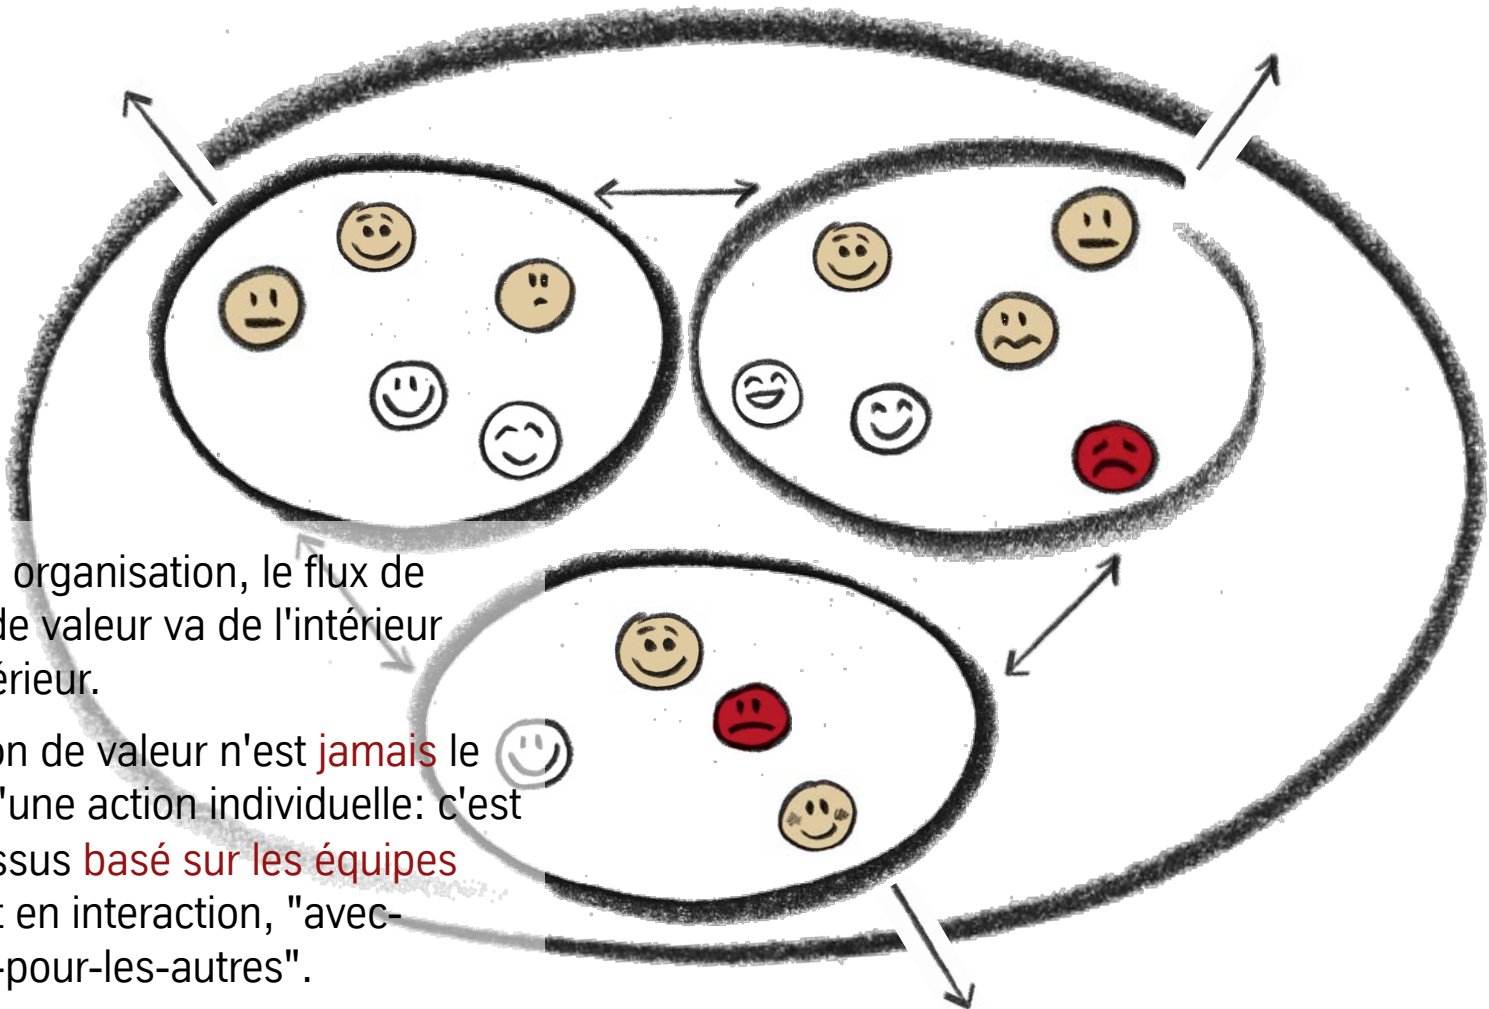 organisation, le flux de
de valeur va de l'intérieur
érieur.
on de valeur n'est jamais le
'une action individuelle: c'est
ssus basé sur les équipes
t en interaction, "avec-
-pour-les-autres".